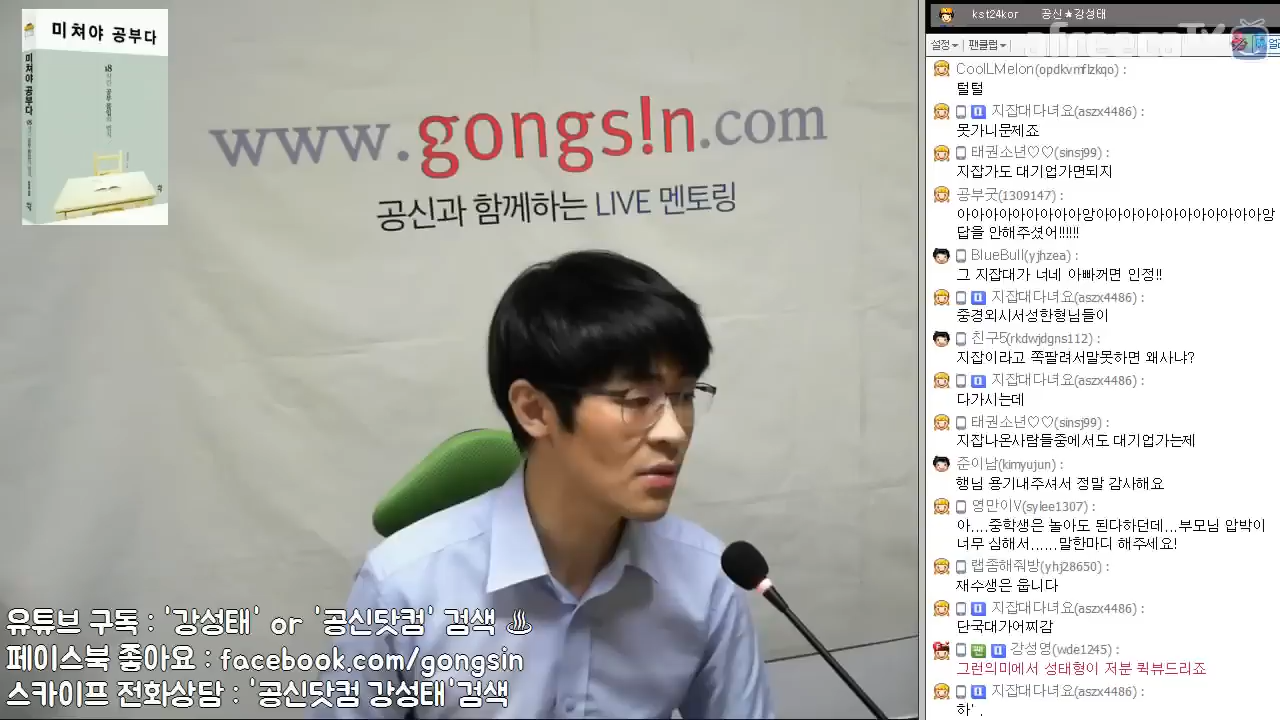 미쳐야 공부다
미쳐야 공부다
www.gongs!n.com
공신과 함께하는 LIVE 멘토링
유튜브 구독 : '강성태' or '공신닷컴' 검색 ♨
페이스북 좋아요 : facebook.com/gongsin
스카이프 전화상담 : '공신닷컴 강성태'검색
kst24kor 공신★강성태
afreecaTV
설정 | 팬클럽
CoolLMelon(opdkvmflzkqo) :
털털
지잡대다녀요(aszx4486) :
못가니문제죠
태권소년♡♡(sinsj99) :
지잡가도 대기업가면되지
공부굿(1309147) :
아아아아아아아아아앙아아아아아아아아아아아아앙
답을 안해주셨어!!!!!!
BlueBull(yjhzea) :
그 지잡대가 너네 아빠꺼면 인정!!
지잡대다녀요(aszx4486) :
중경외시서성한형님들이
친구5(rkdwjdgns112) :
지잡이라고 쪽팔려서말못하면 왜사냐?
지잡대다녀요(aszx4486) :
다가시는데
태권소년♡♡(sinsj99) :
지잡나온사람들중에서도 대기업가는제
준이남(kimyujun) :
행님 용기내주셔서 정말 감사해요
영만이V(sylee1307) :
아....중학생은 놀아도 된다하던데...부모님 압박이
너무 심해서......말한마디 해주세요!
랩좀해줘방(yhj28650) :
재수생은 웁니다
지잡대다녀요(aszx4486) :
단국대가어찌감
강성명(wde1245) :
그런의미에서 성태형이 저분 퀵뷰드리죠
지잡대다녀요(aszx4486) :
하' .